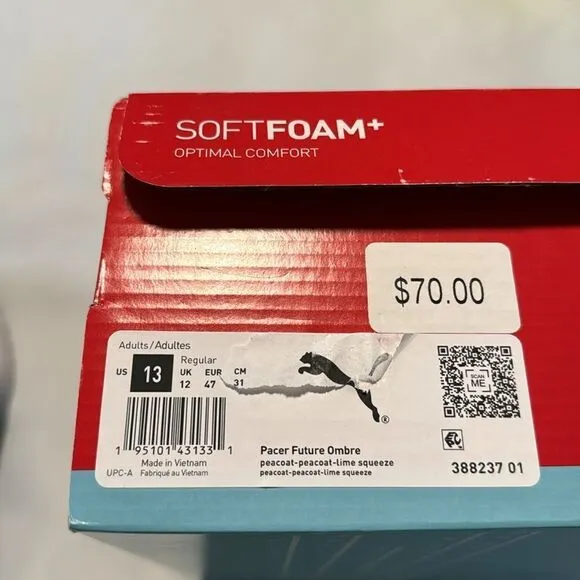 SOFTFOAM+
OPTIMAL COMFORT
$70.00
Adults/Adultes
Regular
US 13 UK 12 EUR 47 CM 31
SCAN ME
®
1 95101 43133 1
Made in Vietnam
UPC-A Fabriqué au Vietnam
Pacer Future Ombre
peacoat-peacoat-lime squeeze
peacoat-peacoat-lime squeeze
388237 01